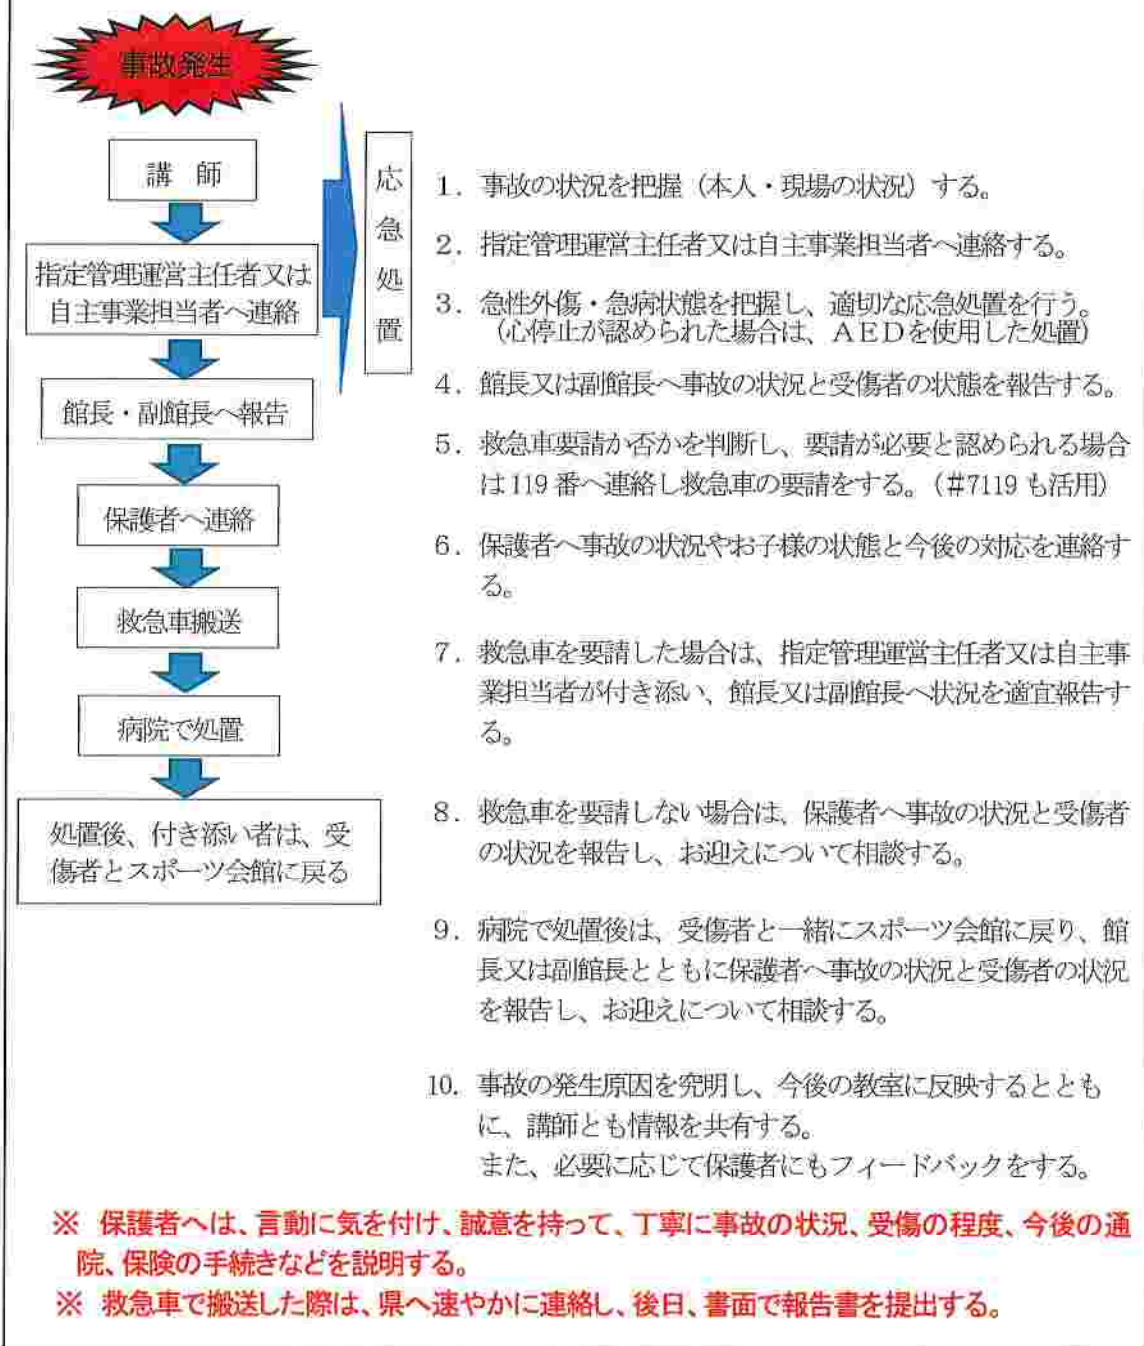 事故発生
講 師
指定管理運営主任者又は
自主事業担当者へ連絡
館長・副館長へ報告
保護者へ連絡
救急車搬送
病院で処置
処置後、付き添い者は、受
傷者とスポーツ会館に戻る
応急処置
1. 事故の状況を把握（本人・現場の状況）する。
2. 指定管理運営主任者又は自主事業担当者へ連絡する。
3. 急性外傷・急病状態を把握し、適切な応急処置を行う。
（心停止が認められた場合は、ＡＥＤを使用した処置）
4. 館長又は副館長へ事故の状況と受傷者の状態を報告する。
5. 救急車要請か否かを判断し、要請が必要と認められる場合
は119番へ連絡し救急車の要請をする。（＃7119も活用）
6. 保護者へ事故の状況やお子様の状態と今後の対応を連絡す
る。
7. 救急車を要請した場合は、指定管理運営主任者又は自主事
業担当者が付き添い、館長又は副館長へ状況を適宜報告す
る。
8. 救急車を要請しない場合は、保護者へ事故の状況と受傷者
の状況を報告し、お迎えについて相談する。
9. 病院で処置後は、受傷者と一緒にスポーツ会館に戻り、館
長又は副館長とともに保護者へ事故の状況と受傷者の状況
を報告し、お迎えについて相談する。
10. 事故の発生原因を究明し、今後の教室に反映するととも
に、講師とも情報を共有する。
また、必要に応じて保護者にもフィードバックをする。
※ 保護者へは、言動に気を付け、誠意を持って、丁寧に事故の状況、受傷の程度、今後の通
院、保険の手続きなどを説明する。
※ 救急車で搬送した際は、県へ速やかに連絡し、後日、書面で報告書を提出する。